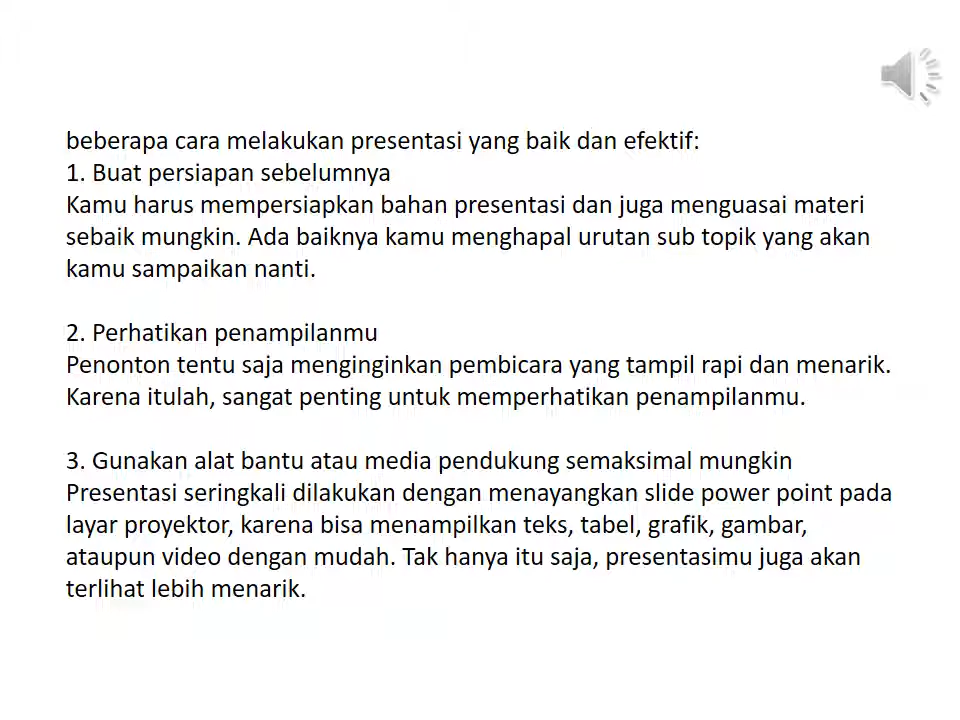 beberapa cara melakukan presentasi yang baik dan efektif:
1. Buat persiapan sebelumnya
Kamu harus mempersiapkan bahan presentasi dan juga menguasai materi
sebaik mungkin. Ada baiknya kamu menghapal urutan sub topik yang akan
kamu sampaikan nanti.
2. Perhatikan penampilanmu
Penonton tentu saja menginginkan pembicara yang tampil rapi dan menarik.
Karena itulah, sangat penting untuk memperhatikan penampilanmu.
3. Gunakan alat bantu atau media pendukung semaksimal mungkin
Presentasi seringkali dilakukan dengan menayangkan slide power point pada
layar proyektor, karena bisa menampilkan teks, tabel, grafik, gambar,
ataupun video dengan mudah. Tak hanya itu saja, presentasimu juga akan
terlihat lebih menarik.